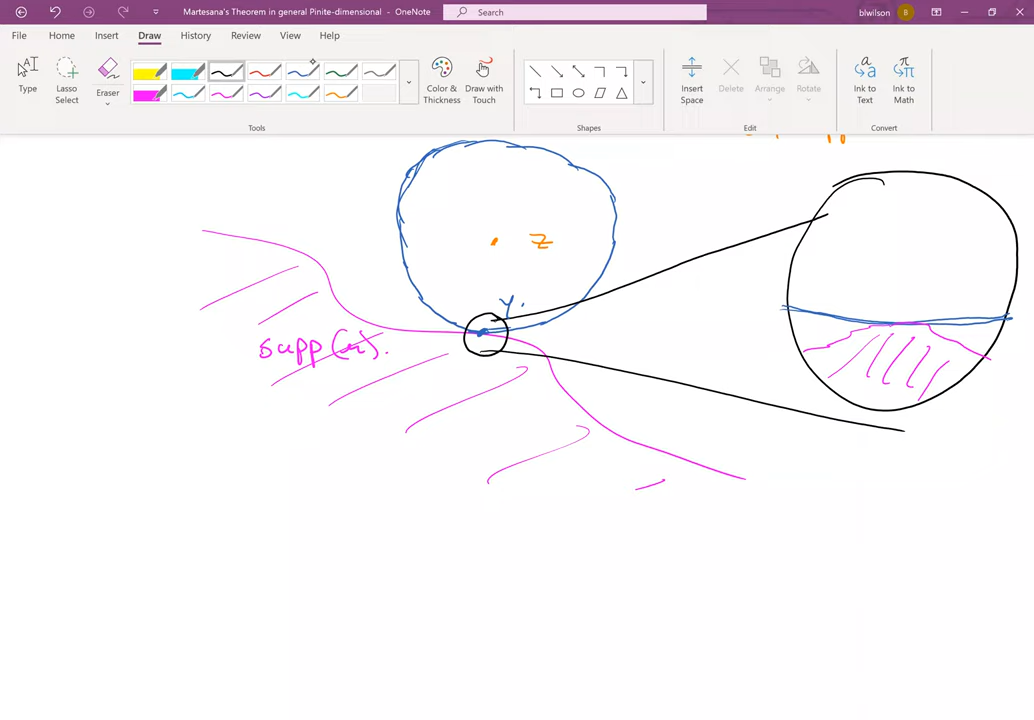 Martesana's Theorem in general Pinite-dimensional - OneNote
Search
blwilson
B
File Home Insert Draw History Review View Help
Type
Lasso Select
Eraser
Color & Thickness
Draw with Touch
Insert Space
Delete
Arrange
Rotate
Ink to Text
Ink to Math
Tools
Shapes
Edit
Convert
z
y.
supp (u).